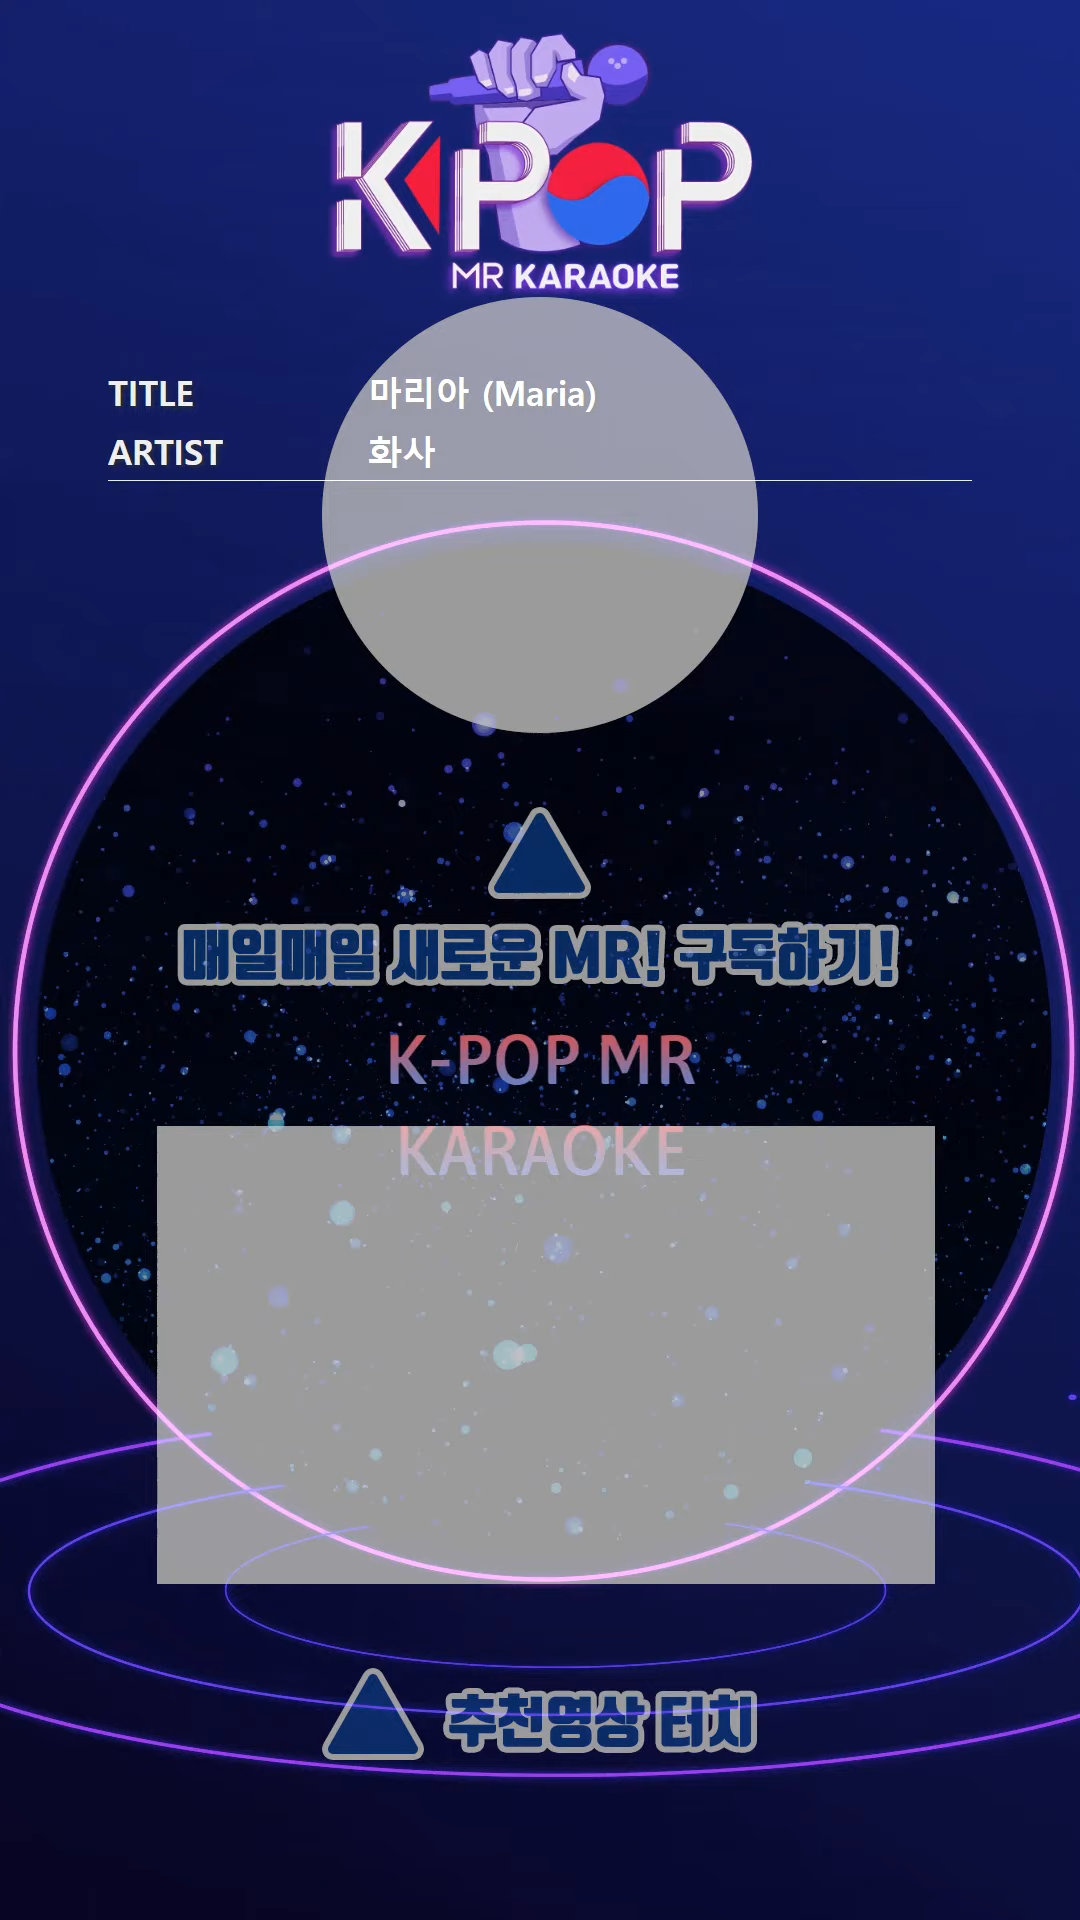 KPOP
MR KARAOKE
TITLE 마리아 (Maria)
ARTIST 화사
매일매일 새로운 MR! 구독하기!
K-POP MR
KARAOKE
추천영상 터치